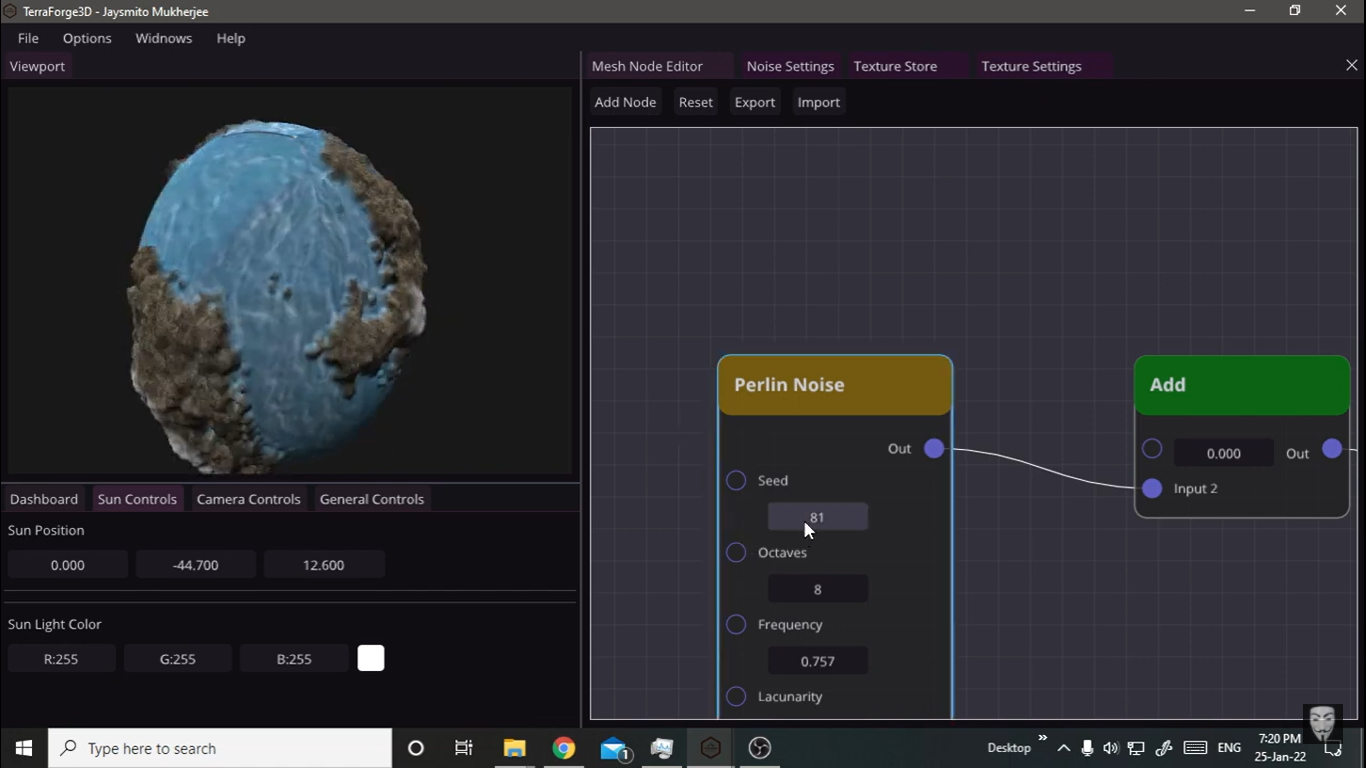 TerraForge3D - Jaysmito Mukherjee
File Options Widnows Help
Viewport
Mesh Node Editor Noise Settings Texture Store Texture Settings
Add Node Reset Export Import
Perlin Noise
Out
Seed
81
Octaves
8
Frequency
0.757
Lacunarity
Add
0.000 Out
Input 2
Dashboard Sun Controls Camera Controls General Controls
Sun Position
0.000 -44.700 12.600
Sun Light Color
R:255 G:255 B:255
Type here to search
1
Desktop
ENG
7:20 PM
25-Jan-22